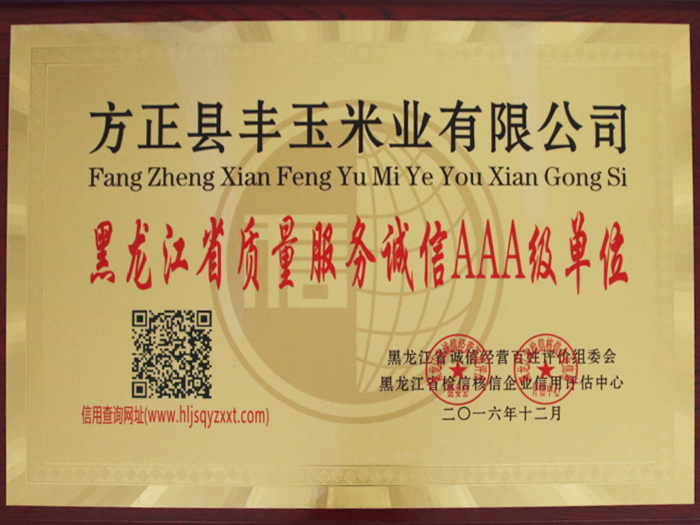 方正县丰玉米业有限公司
Fang Zheng Xian Feng Yu Mi Ye You Xian Gong Si
黑龙江省质量服务诚信AAA级单位
信
黑龙江省诚信经营百姓评价组委会
黑龙江省检信核信企业信用评估中心
二〇一六年十二月
信用查询网址(www.hljsqyzxxt.com)